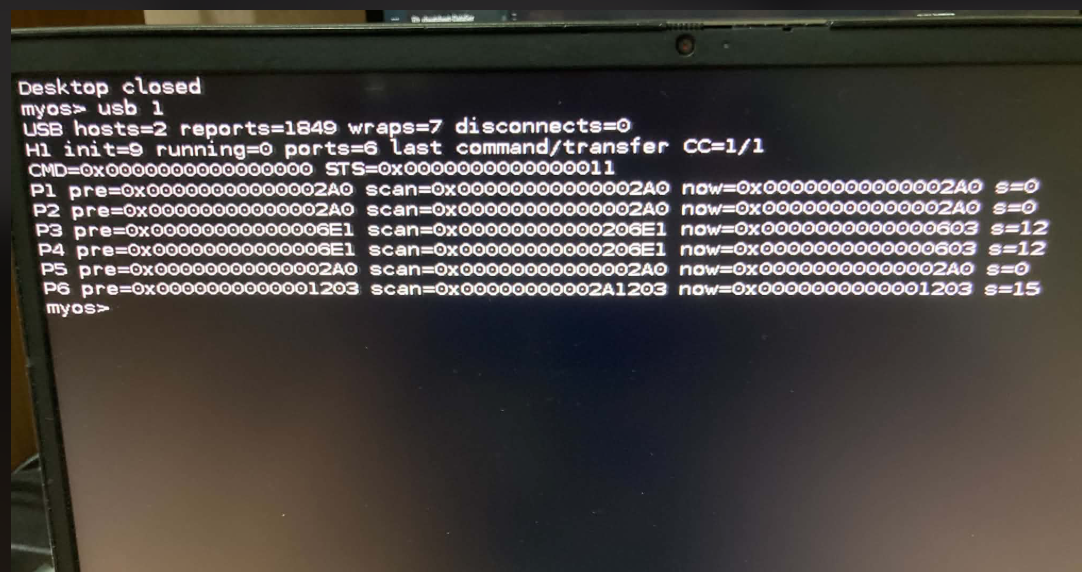 Desktop closed
myos> usb 1
USB hosts=2 reports=1849 wraps=7 disconnects=0
H1 init=9 running=0 ports=6 last command/transfer CC=1/1
CMD=0x0000000000000000 STS=0x0000000000000011
P1 pre=0x00000000000002A0 scan=0x00000000000002A0 now=0x00000000000002A0 s=0
P2 pre=0x00000000000002A0 scan=0x00000000000002A0 now=0x00000000000002A0 s=0
P3 pre=0x00000000000006E1 scan=0x00000000000206E1 now=0x0000000000000603 s=12
P4 pre=0x00000000000006E1 scan=0x00000000000206E1 now=0x0000000000000603 s=12
P5 pre=0x00000000000002A0 scan=0x00000000000002A0 now=0x00000000000002A0 s=0
P6 pre=0x0000000000001203 scan=0x00000000002A1203 now=0x0000000000001203 s=15
myos>